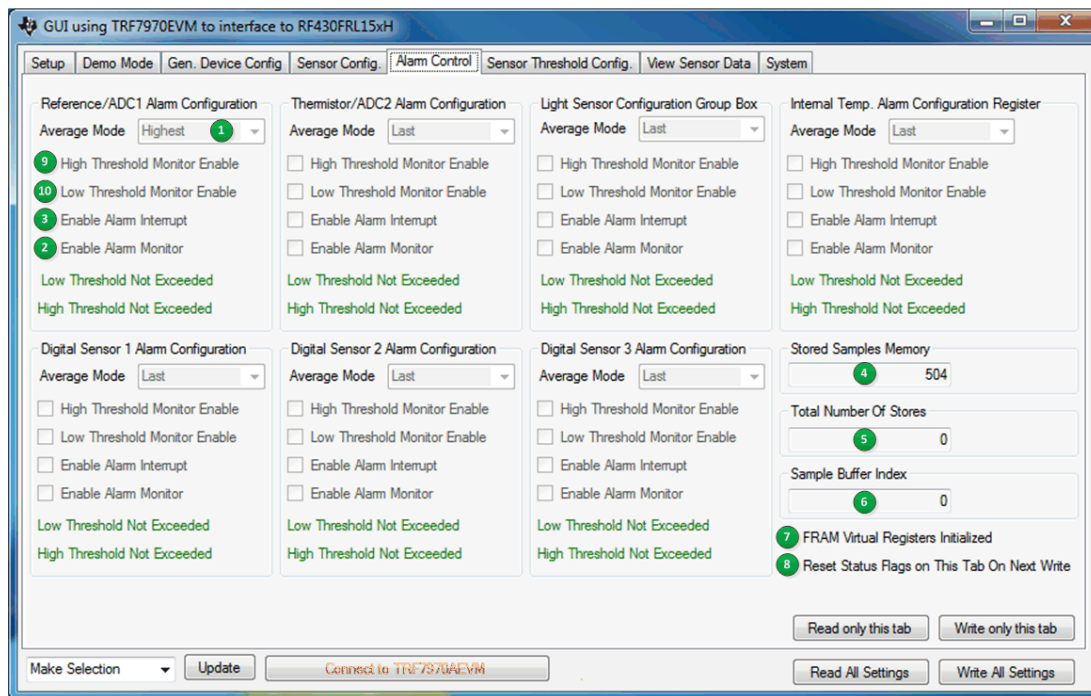 GUI using TRF7970EVM to interface to RF430FRL15xH
Setup Demo Mode Gen. Device Config Sensor Config. Alarm Control Sensor Threshold Config. View Sensor Data System
Reference/ADC1 Alarm Configuration
Average Mode Highest 1
9 High Threshold Monitor Enable
10 Low Threshold Monitor Enable
3 Enable Alarm Interrupt
2 Enable Alarm Monitor
Low Threshold Not Exceeded
High Threshold Not Exceeded
Thermistor/ADC2 Alarm Configuration
Average Mode Last
High Threshold Monitor Enable
Low Threshold Monitor Enable
Enable Alarm Interrupt
Enable Alarm Monitor
Low Threshold Not Exceeded
High Threshold Not Exceeded
Light Sensor Configuration Group Box
Average Mode Last
High Threshold Monitor Enable
Low Threshold Monitor Enable
Enable Alarm Interrupt
Enable Alarm Monitor
Low Threshold Not Exceeded
High Threshold Not Exceeded
Internal Temp. Alarm Configuration Register
Average Mode Last
High Threshold Monitor Enable
Low Threshold Monitor Enable
Enable Alarm Interrupt
Enable Alarm Monitor
Low Threshold Not Exceeded
High Threshold Not Exceeded
Digital Sensor 1 Alarm Configuration
Average Mode Last
High Threshold Monitor Enable
Low Threshold Monitor Enable
Enable Alarm Interrupt
Enable Alarm Monitor
Low Threshold Not Exceeded
High Threshold Not Exceeded
Digital Sensor 2 Alarm Configuration
Average Mode Last
High Threshold Monitor Enable
Low Threshold Monitor Enable
Enable Alarm Interrupt
Enable Alarm Monitor
Low Threshold Not Exceeded
High Threshold Not Exceeded
Digital Sensor 3 Alarm Configuration
Average Mode Last
High Threshold Monitor Enable
Low Threshold Monitor Enable
Enable Alarm Interrupt
Enable Alarm Monitor
Low Threshold Not Exceeded
High Threshold Not Exceeded
Stored Samples Memory
4 504
Total Number Of Stores
5 0
Sample Buffer Index
6 0
7 FRAM Virtual Registers Initialized
8 Reset Status Flags on This Tab On Next Write
Read only this tab Write only this tab
Make Selection Update Connect to TRF7970AEVM Read All Settings Write All Settings